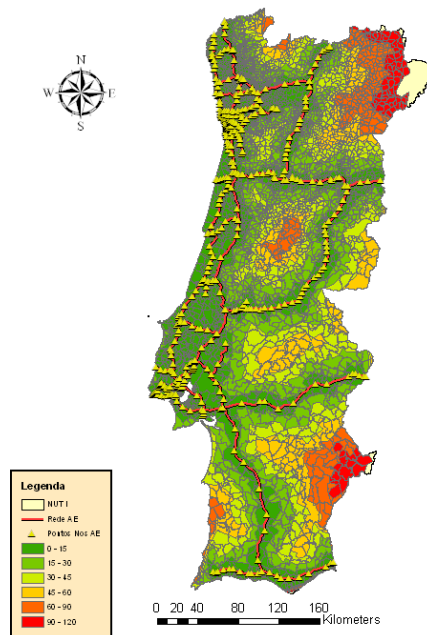 N
W E
S
Legenda
NUT I
Rede AE
Pontos Nos AE
0 - 15
15 - 30
30 - 45
45 - 60
60 - 90
90 - 120
0 20 40 80 120 160
Kilometers